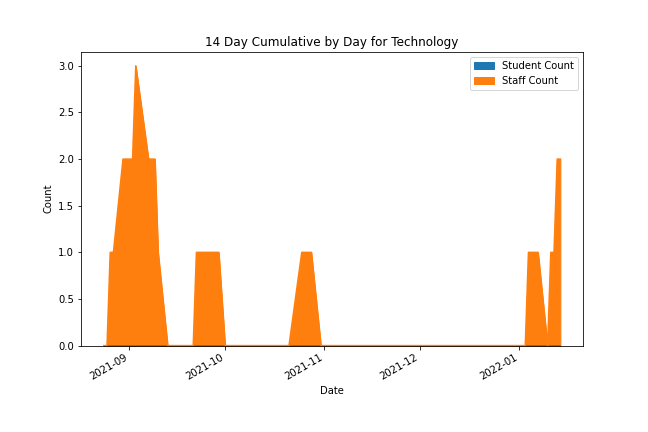 14 Day Cumulative by Day for Technology
Student Count
Staff Count
Count
3.0
2.5
2.0
1.5
1.0
0.5
0.0
2021-09
2021-10
2021-11
2021-12
2022-01
Date